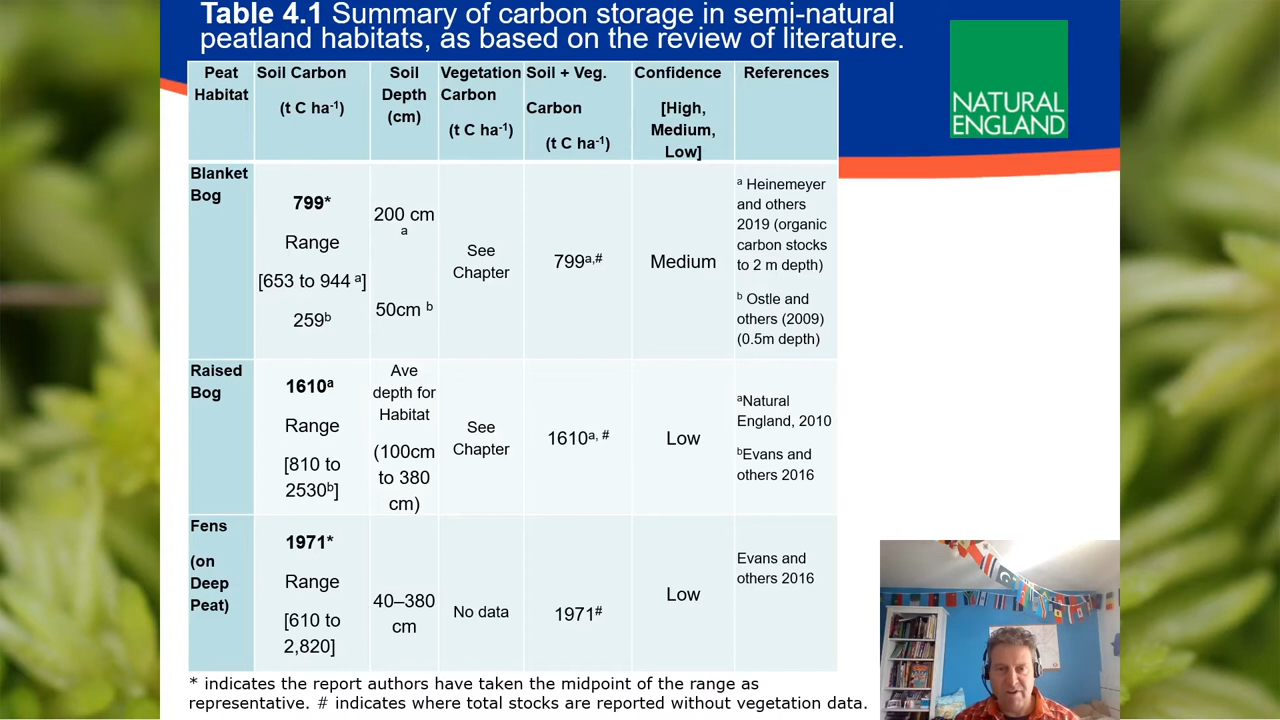 Table 4.1 Summary of carbon storage in semi-natural
peatland habitats, as based on the review of literature.
NATURAL
ENGLAND
Peat
Habitat
Soil Carbon
(t C ha⁻¹)
Soil
Depth
(cm)
Vegetation
Carbon
(t C ha⁻¹)
Soil + Veg.
Carbon
(t C ha⁻¹)
Confidence
[High,
Medium,
Low]
References
Blanket
Bog
799*
Range
[653 to 944 ᵃ]
259ᵇ
200 cm
ᵃ
50cm ᵇ
See
Chapter
799ᵃ,#
Medium
ᵃ Heinemeyer
and others
2019 (organic
carbon stocks
to 2 m depth)
ᵇ Ostle and
others (2009)
(0.5m depth)
Raised
Bog
1610ᵃ
Range
[810 to
2530ᵇ]
Ave
depth for
Habitat
(100cm
to 380
cm)
See
Chapter
1610ᵃ, #
Low
ᵃNatural
England, 2010
ᵇEvans and
others 2016
Fens
(on
Deep
Peat)
1971*
Range
[610 to
2,820]
40–380
cm
No data
1971#
Low
Evans and
others 2016
* indicates the report authors have taken the midpoint of the range as
representative. # indicates where total stocks are reported without vegetation data.